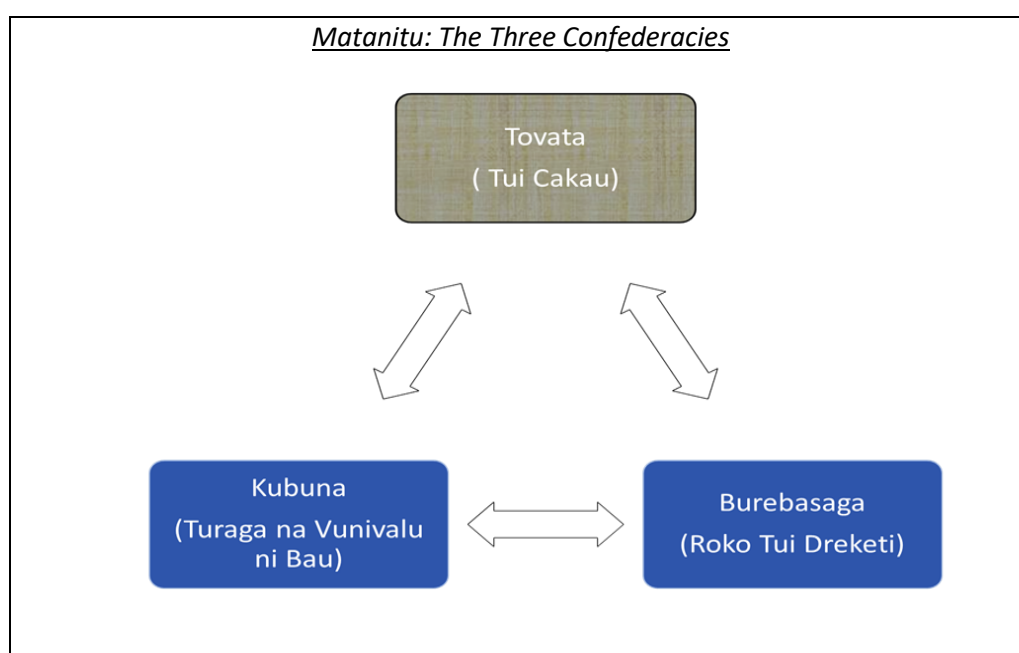 Matanitu: The Three Confederacies
Tovata
( Tui Cakau)
Kubuna
(Turaga na Vunivalu
ni Bau)
Burebasaga
(Roko Tui Dreketi)